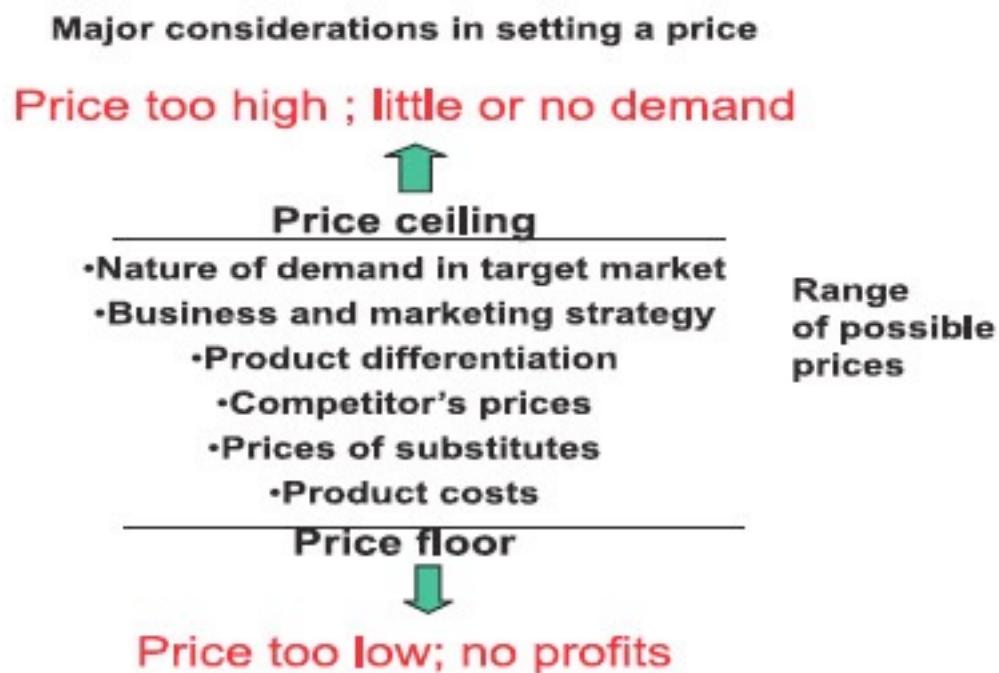 Major considerations in setting a price
Price too high ; little or no demand
Price ceiling
•Nature of demand in target market
•Business and marketing strategy
•Product differentiation
•Competitor’s prices
•Prices of substitutes
•Product costs
Range
of possible
prices
Price floor
Price too low; no profits